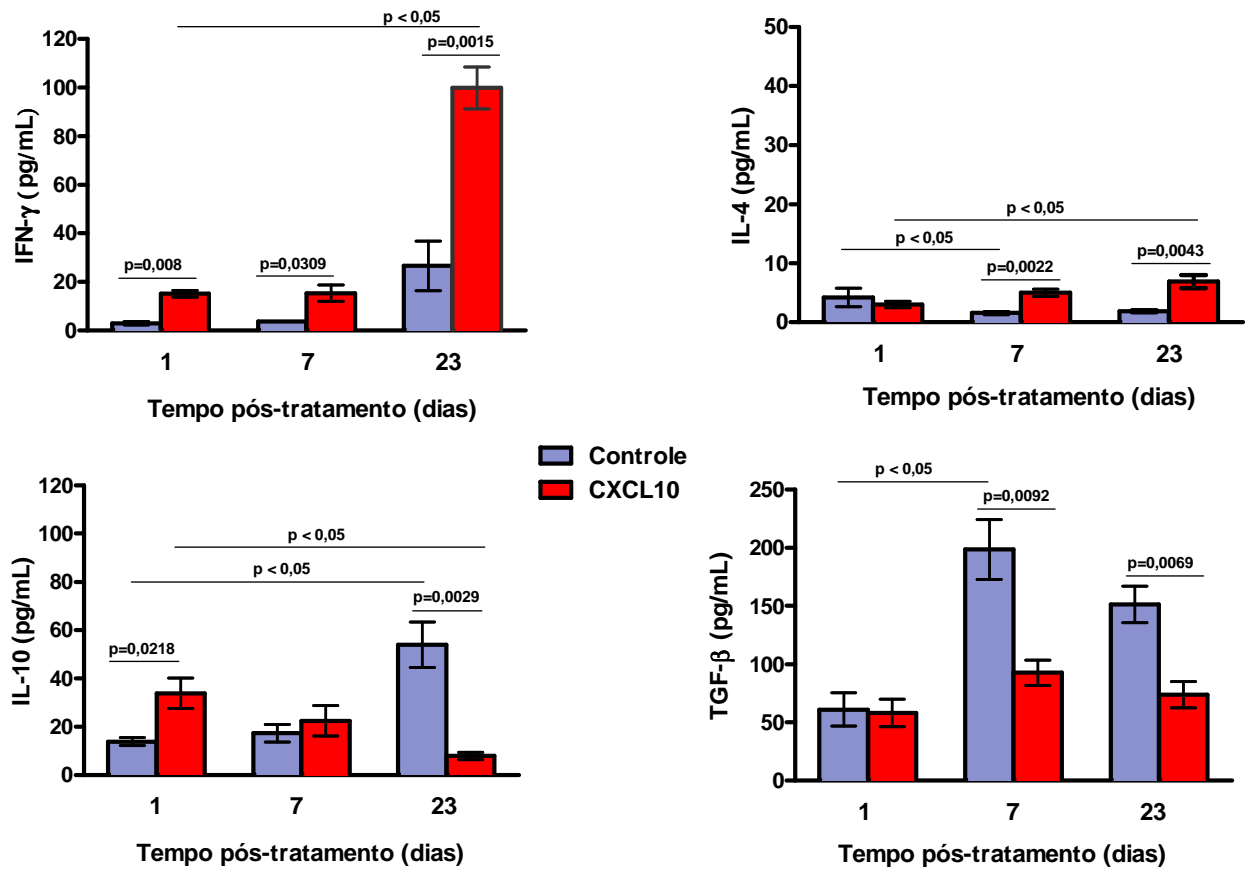 p < 0,05
p=0,0015
p=0,008
p=0,0309
120
100
80
60
40
20
0
IFN-γ ( pg/mL)
1
7
23
Tempo pós-tratamento (dias)
50
40
30
20
10
5
0
IL-4 (pg/mL)
p < 0,05
p < 0,05
p=0,0043
p=0,0022
1
7
23
Tempo pós-tratamento (dias)
Controle
CXCL10
120
100
80
60
40
20
0
IL-10 (pg/mL)
p < 0,05
p < 0,05
p=0,0029
p=0,0218
1
7
23
Tempo pós-tratamento (dias)
250
200
150
100
50
0
TGF-β (pg/mL)
p < 0,05
p=0,0092
p=0,0069
1
7
23
Tempo pós-tratamento (dias)